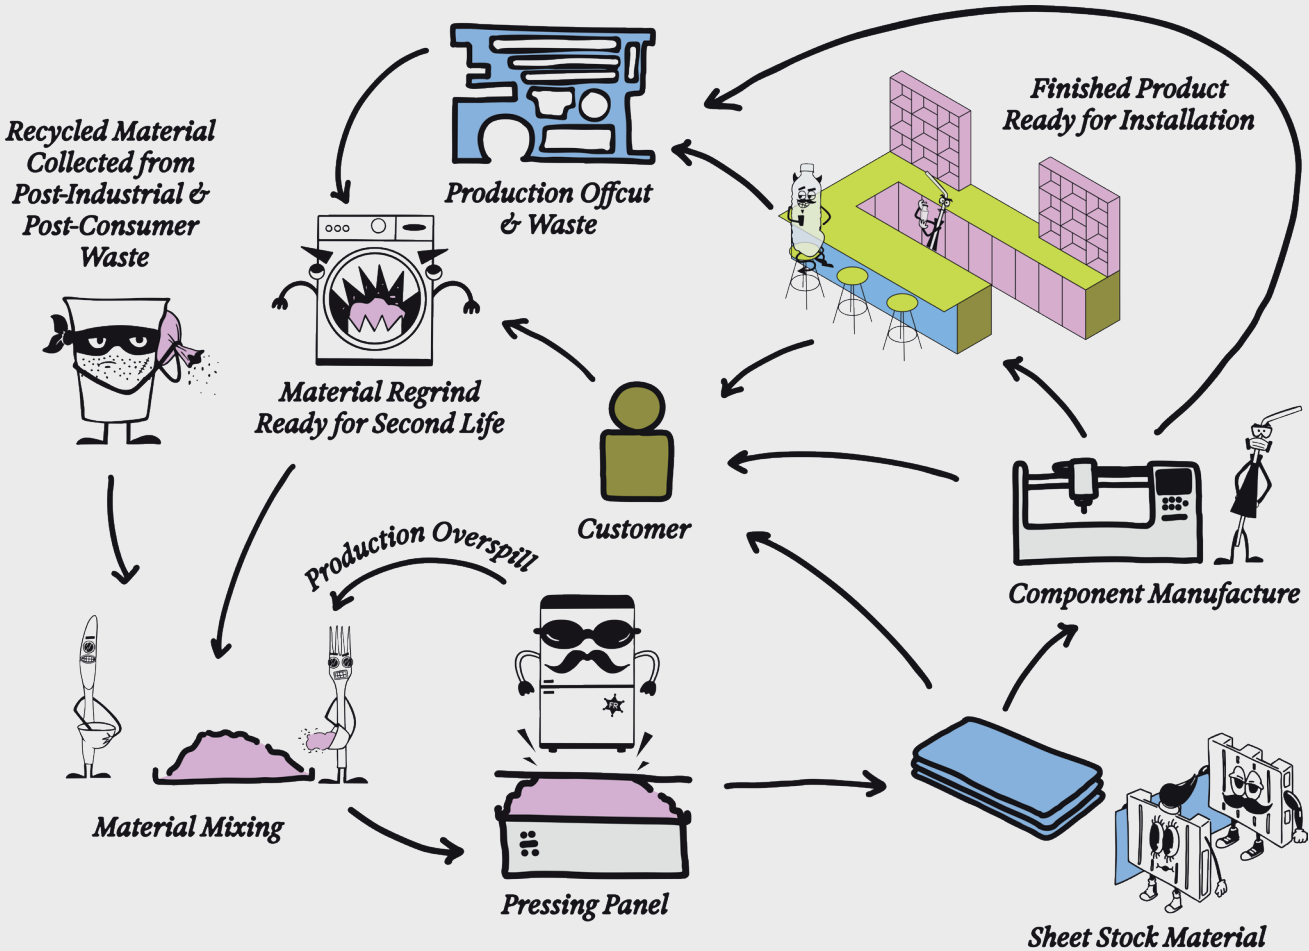 Finished Product
Ready for Installation
Recycled Material
Collected from
Post-Industrial &
Post-Consumer
Waste
Production Offcut
& Waste
Material Regrind
Ready for Second Life
Customer
Production Overspill
Component Manufacture
Material Mixing
Pressing Panel
Sheet Stock Material